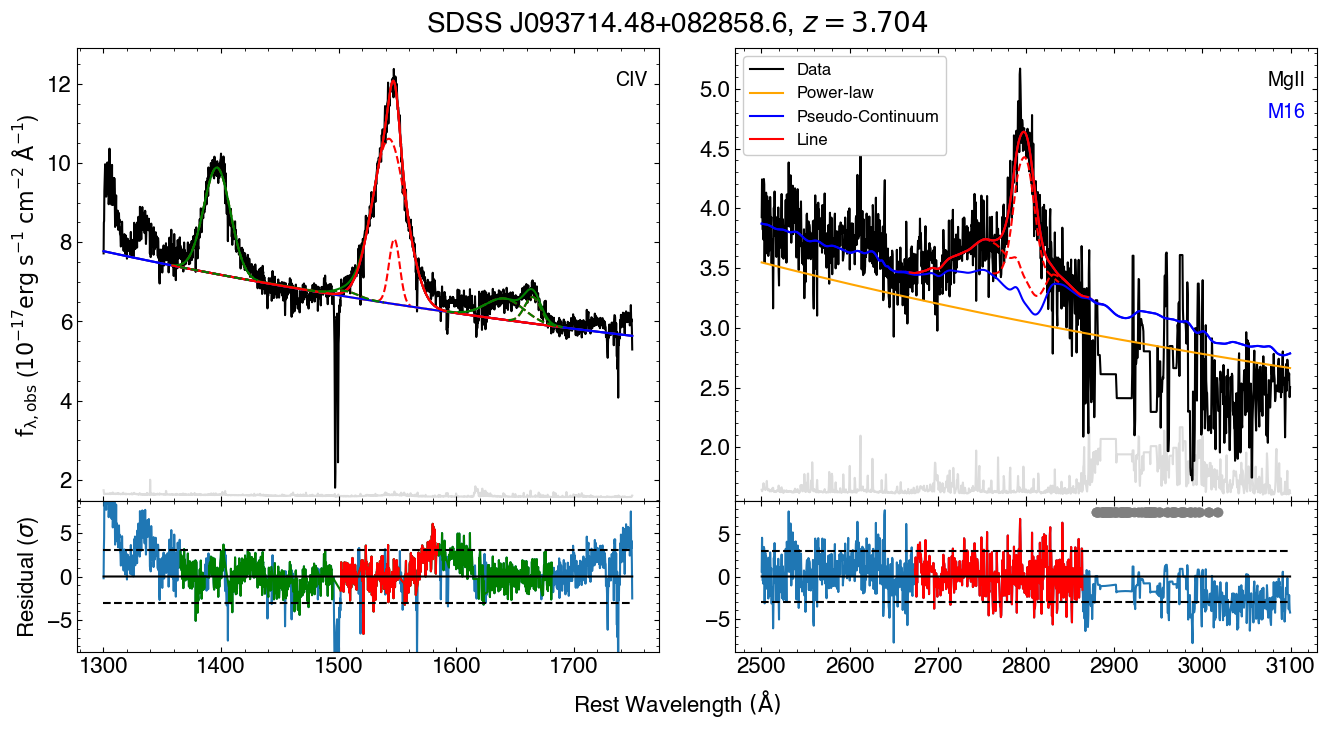 SDSS J093714.48+082858.6, z = 3.704
CIV
12
10
8
6
4
2
f_λ,obs (10⁻¹⁷erg s⁻¹ cm⁻² Å⁻¹)
Data
Power-law
Pseudo-Continuum
Line
MgII
M16
5.0
4.5
4.0
3.5
3.0
2.5
2.0
Residual (σ)
5
0
−5
5
0
−5
1300 1400 1500 1600 1700
2500 2600 2700 2800 2900 3000 3100
Rest Wavelength (Å)